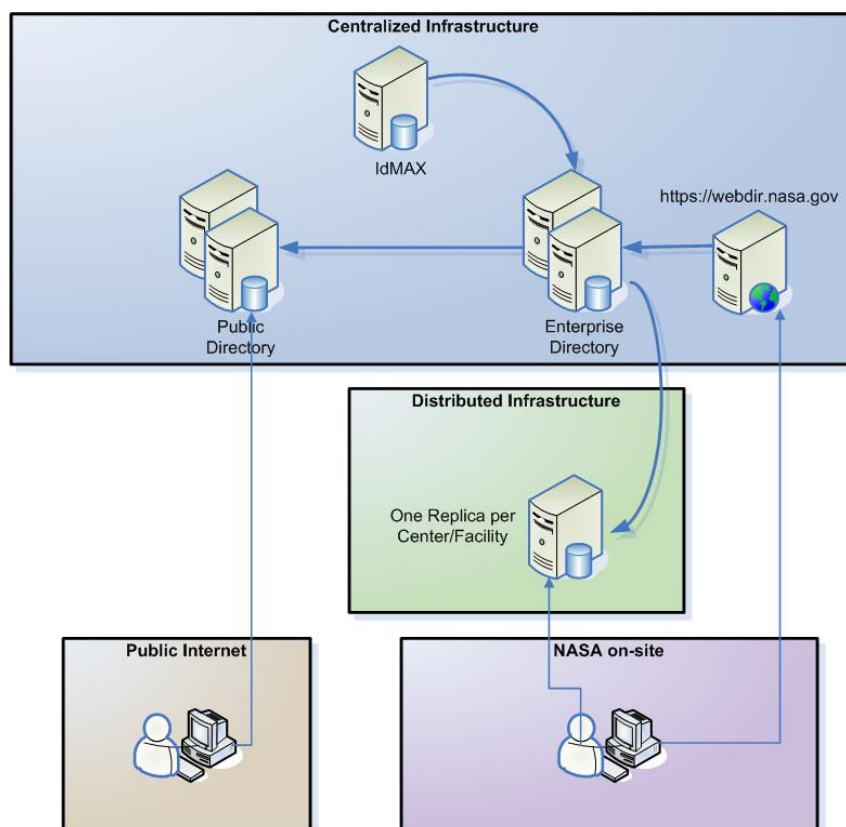 Centralized Infrastructure
IdMAX
https://webdir.nasa.gov
Public
Directory
Enterprise
Directory
Distributed Infrastructure
One Replica per
Center/Facility
Public Internet
NASA on-site